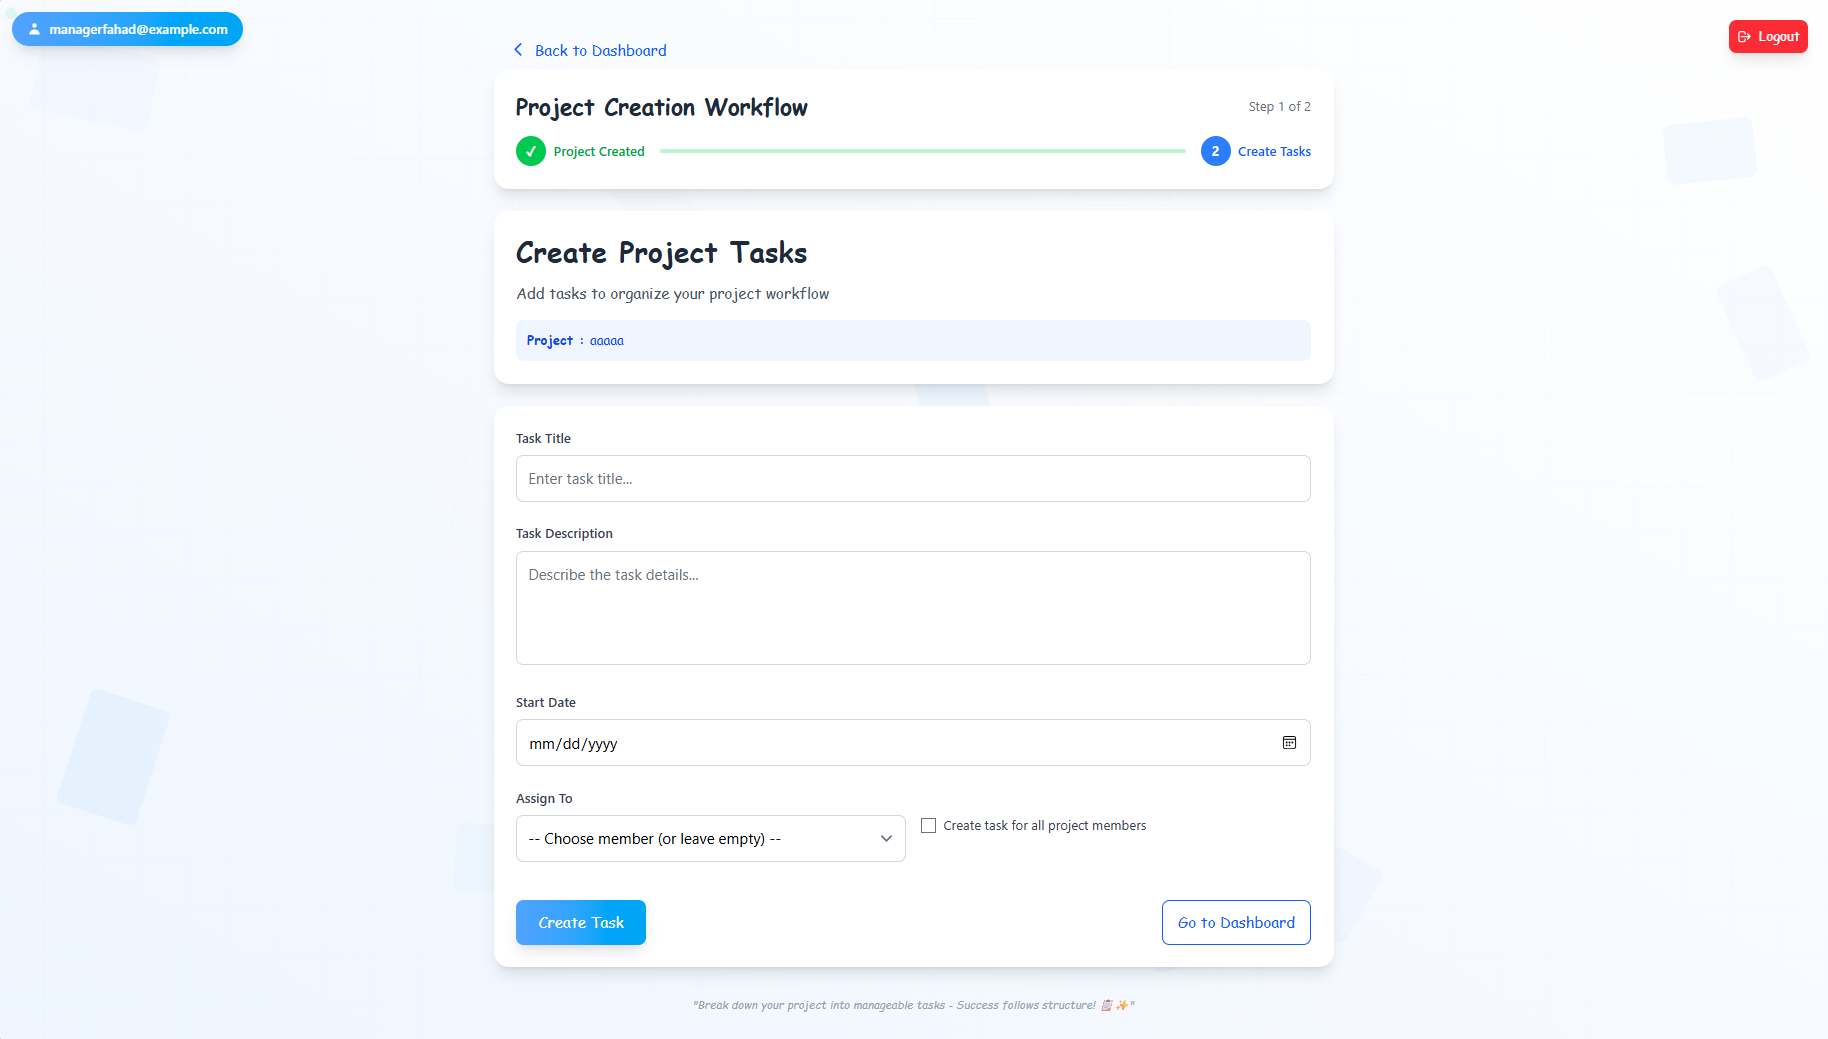 managerfahad@example.com
Logout
Back to Dashboard
Project Creation Workflow
Step 1 of 2
✓ Project Created
2 Create Tasks
Create Project Tasks
Add tasks to organize your project workflow
Project : aaaaa
Task Title
Enter task title...
Task Description
Describe the task details...
Start Date
mm/dd/yyyy
Assign To
-- Choose member (or leave empty) --
Create task for all project members
Create Task
Go to Dashboard
"Break down your project into manageable tasks - Success follows structure! 📋✨"